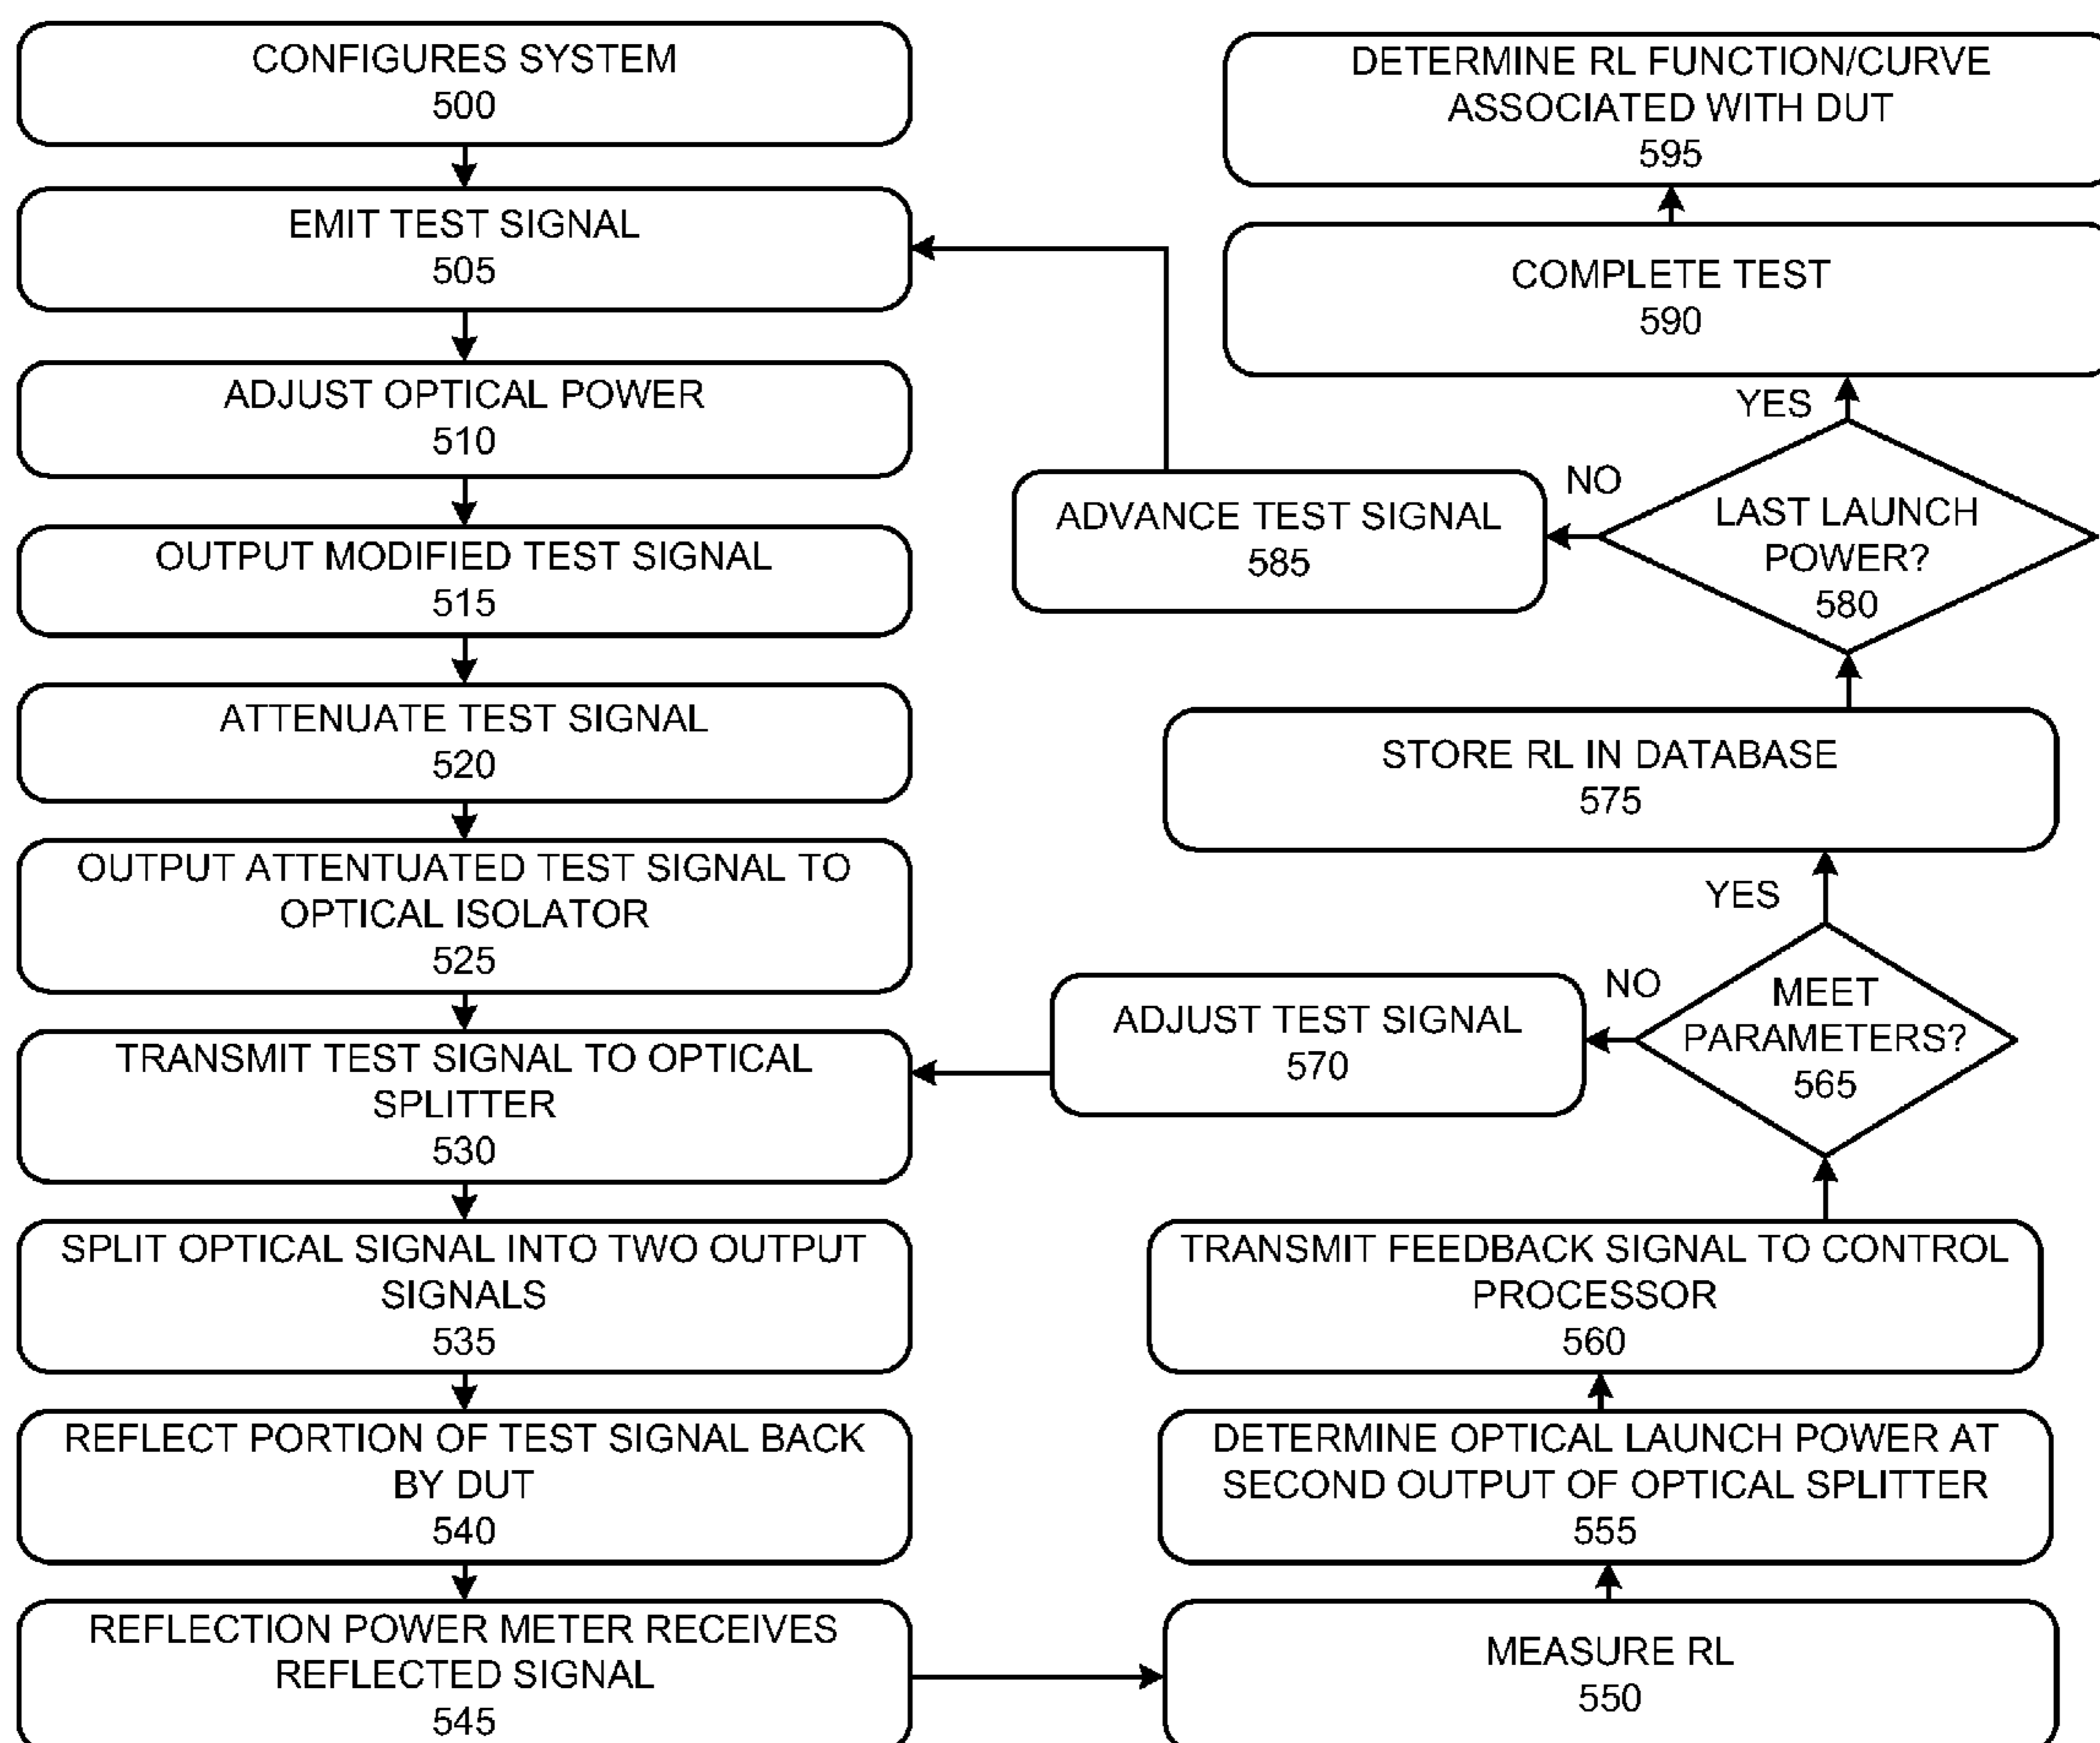 CONFIGURES SYSTEM
500
EMIT TEST SIGNAL
505
ADJUST OPTICAL POWER
510
OUTPUT MODIFIED TEST SIGNAL
515
ATTENUATE TEST SIGNAL
520
OUTPUT ATTENTUATED TEST SIGNAL TO
OPTICAL ISOLATOR
525
TRANSMIT TEST SIGNAL TO OPTICAL
SPLITTER
530
SPLIT OPTICAL SIGNAL INTO TWO OUTPUT
SIGNALS
535
REFLECT PORTION OF TEST SIGNAL BACK
BY DUT
540
REFLECTION POWER METER RECEIVES
REFLECTED SIGNAL
545
MEASURE RL
550
DETERMINE OPTICAL LAUNCH POWER AT
SECOND OUTPUT OF OPTICAL SPLITTER
555
TRANSMIT FEEDBACK SIGNAL TO CONTROL
PROCESSOR
560
MEET
PARAMETERS?
565
NO
ADJUST TEST SIGNAL
570
YES
STORE RL IN DATABASE
575
LAST LAUNCH
POWER?
580
NO
ADVANCE TEST SIGNAL
585
YES
COMPLETE TEST
590
DETERMINE RL FUNCTION/CURVE
ASSOCIATED WITH DUT
595